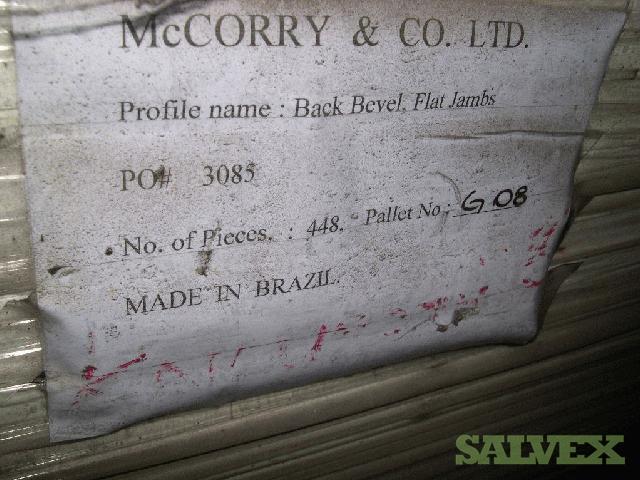 McCORRY & CO. LTD.
Profile name : Back Bevel. Flat Jambs
PO# 3085
No. of Pieces. : 448. Pallet No: G 08
MADE IN BRAZIL.
SALVEX